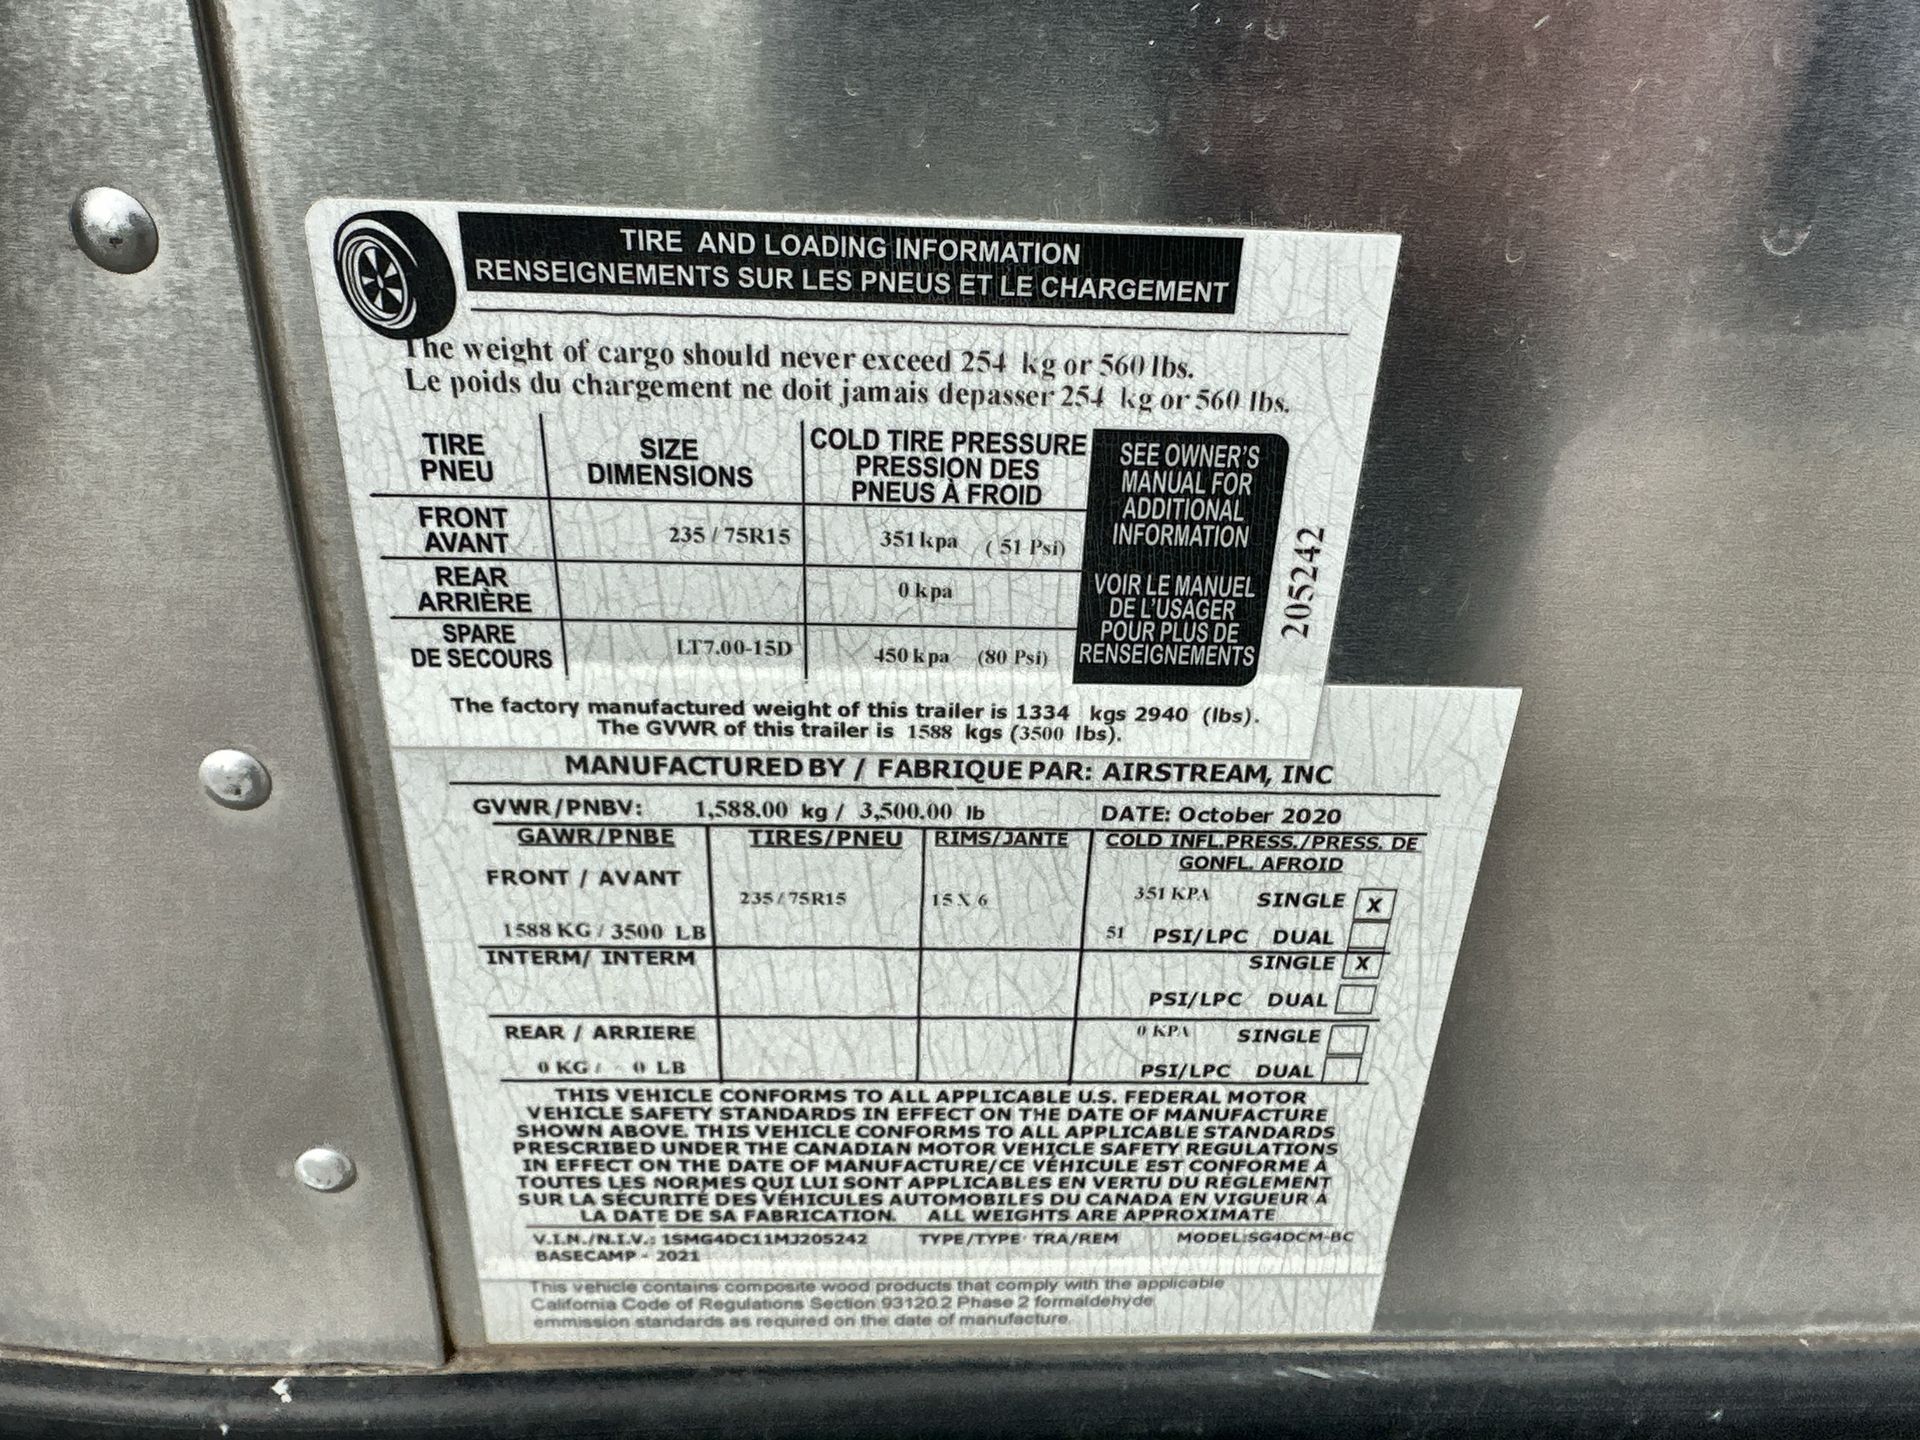 TIRE AND LOADING INFORMATION
RENSEIGNEMENTS SUR LES PNEUS ET LE CHARGEMENT
The weight of cargo should never exceed 254 kg or 560 lbs.
Le poids du chargement ne doit jamais depasser 254 kg or 560 lbs.
TIRE
PNEU
SIZE
DIMENSIONS
COLD TIRE PRESSURE
PRESSION DES
PNEUS À FROID
FRONT
AVANT
235 / 75R15
351 kpa ( 51 Psi)
REAR
ARRIÈRE
0 kpa
SPARE
DE SECOURS
LT7.00-15D
450 kpa (80 Psi)
SEE OWNER'S
MANUAL FOR
ADDITIONAL
INFORMATION
VOIR LE MANUEL
DE L'USAGER
POUR PLUS DE
RENSEIGNEMENTS
205242
The factory manufactured weight of this trailer is 1334 kgs 2940 (lbs).
The GVWR of this trailer is 1588 kgs (3500 lbs).
MANUFACTURED BY / FABRIQUE PAR: AIRSTREAM, INC
GVWR/PNBV: 1,588.00 kg / 3,500.00 lb DATE: October 2020
GAWR/PNBE TIRES/PNEU RIMS/JANTE COLD INFL.PRESS./PRESS. DE
GONFL. AFROID
FRONT / AVANT
235 / 75R15 15 X 6 351 KPA SINGLE X
1588 KG / 3500 LB 51 PSI/LPC DUAL
INTERM/ INTERM SINGLE X
PSI/LPC DUAL
REAR / ARRIERE 0 KPA SINGLE
0 KG / 0 LB PSI/LPC DUAL
THIS VEHICLE CONFORMS TO ALL APPLICABLE U.S. FEDERAL MOTOR
VEHICLE SAFETY STANDARDS IN EFFECT ON THE DATE OF MANUFACTURE
SHOWN ABOVE. THIS VEHICLE CONFORMS TO ALL APPLICABLE STANDARDS
PRESCRIBED UNDER THE CANADIAN MOTOR VEHICLE SAFETY REGULATIONS
IN EFFECT ON THE DATE OF MANUFACTURE/CE VÉHICULE EST CONFORME À
TOUTES LES NORMES QUI LUI SONT APPLICABLES EN VERTU DU RÈGLEMENT
SUR LA SÉCURITÉ DES VÉHICULES AUTOMOBILES DU CANADA EN VIGUEUR À
LA DATE DE SA FABRICATION. ALL WEIGHTS ARE APPROXIMATE
V.I.N./N.I.V.: 1SMG4DC11MJ205242 TYPE/TYPE TRA/REM MODEL:SG4DCM-BC
BASECAMP - 2021
This vehicle contains composite wood products that comply with the applicable
California Code of Regulations Section 93120.2 Phase 2 formaldehyde
emmission standards as required on the date of manufacture.